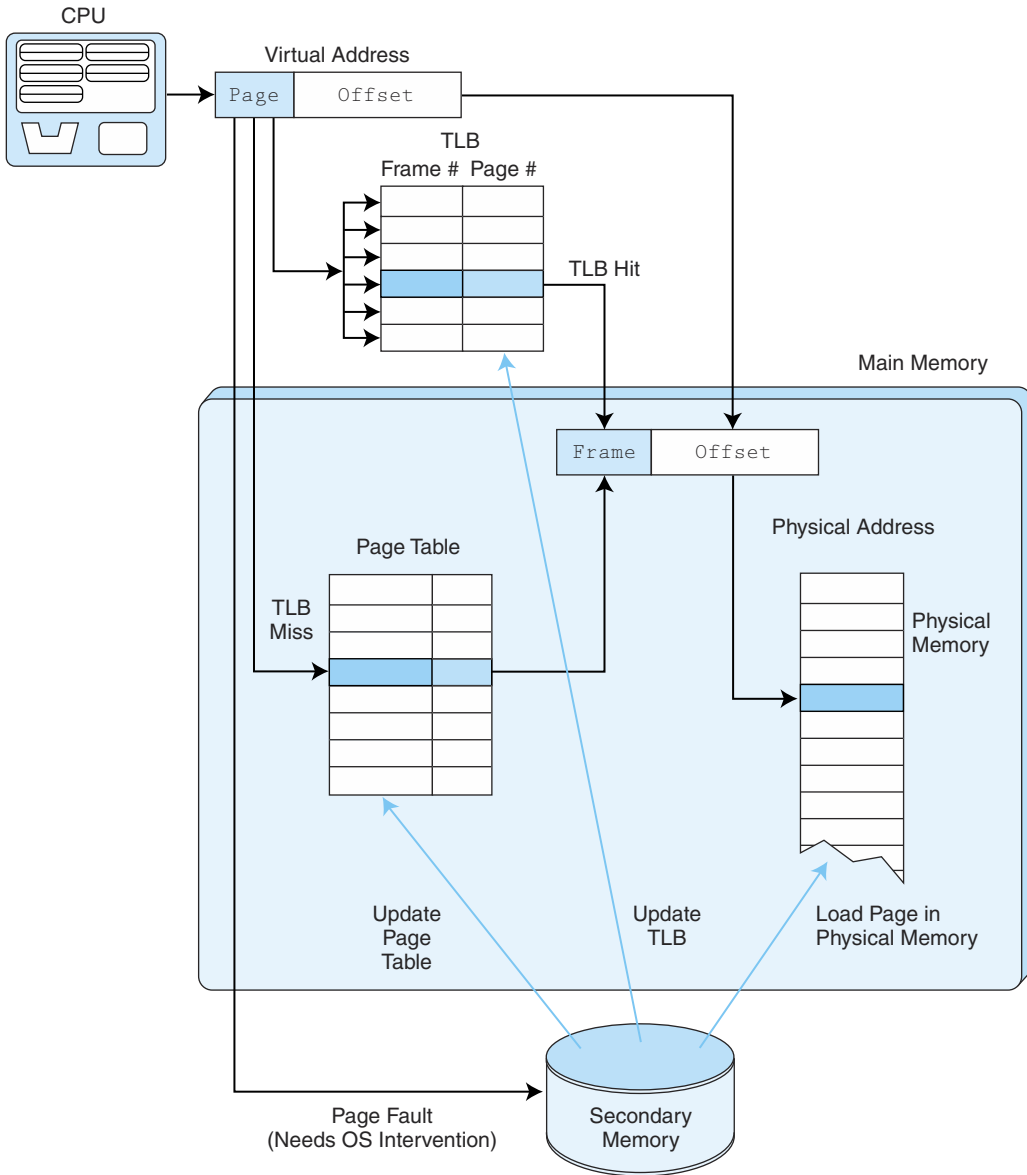 CPU
Virtual Address
Page Offset
TLB
Frame # Page #
TLB Hit
Main Memory
Frame Offset
Physical Address
Page Table
TLB
Miss
Physical
Memory
Update
Page
Table
Update
TLB
Load Page in
Physical Memory
Page Fault
(Needs OS Intervention)
Secondary
Memory